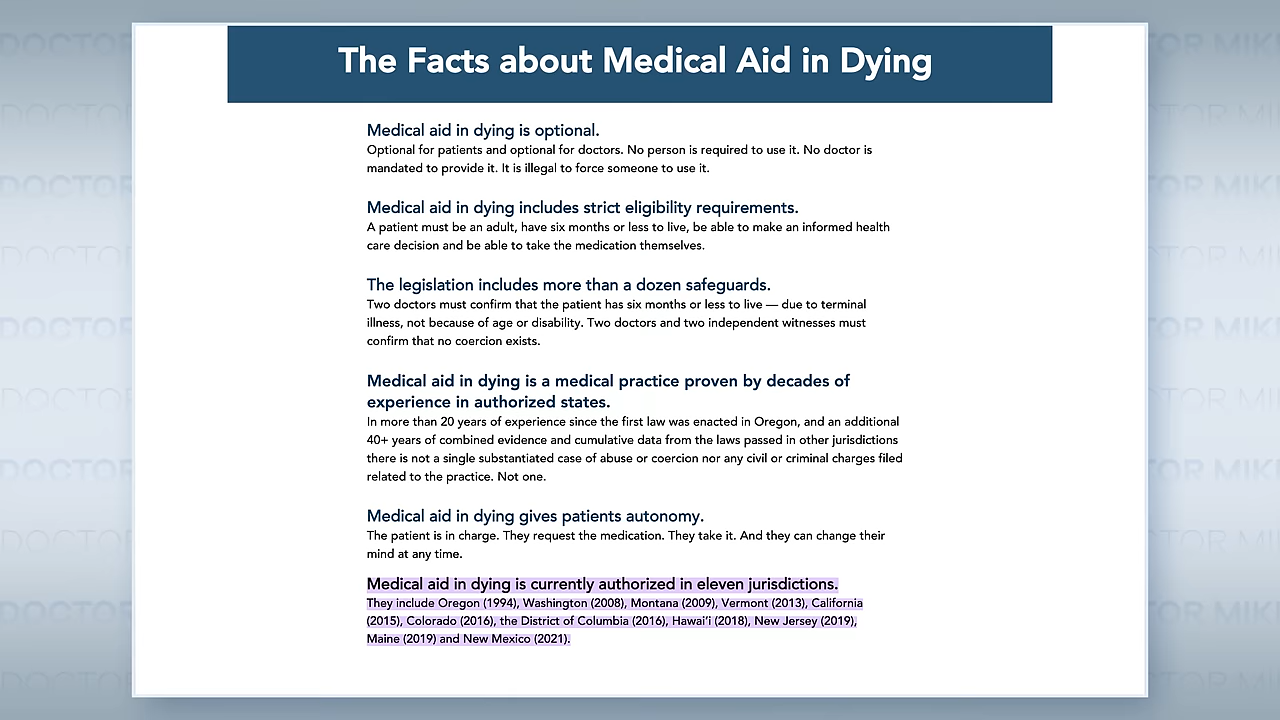 The Facts about Medical Aid in Dying
Medical aid in dying is optional.
Optional for patients and optional for doctors. No person is required to use it. No doctor is
mandated to provide it. It is illegal to force someone to use it.
Medical aid in dying includes strict eligibility requirements.
A patient must be an adult, have six months or less to live, be able to make an informed health
care decision and be able to take the medication themselves.
The legislation includes more than a dozen safeguards.
Two doctors must confirm that the patient has six months or less to live — due to terminal
illness, not because of age or disability. Two doctors and two independent witnesses must
confirm that no coercion exists.
Medical aid in dying is a medical practice proven by decades of
experience in authorized states.
In more than 20 years of experience since the first law was enacted in Oregon, and an additional
40+ years of combined evidence and cumulative data from the laws passed in other jurisdictions
there is not a single substantiated case of abuse or coercion nor any civil or criminal charges filed
related to the practice. Not one.
Medical aid in dying gives patients autonomy.
The patient is in charge. They request the medication. They take it. And they can change their
mind at any time.
Medical aid in dying is currently authorized in eleven jurisdictions.
They include Oregon (1994), Washington (2008), Montana (2009), Vermont (2013), California
(2015), Colorado (2016), the District of Columbia (2016), Hawai'i (2018), New Jersey (2019),
Maine (2019) and New Mexico (2021).